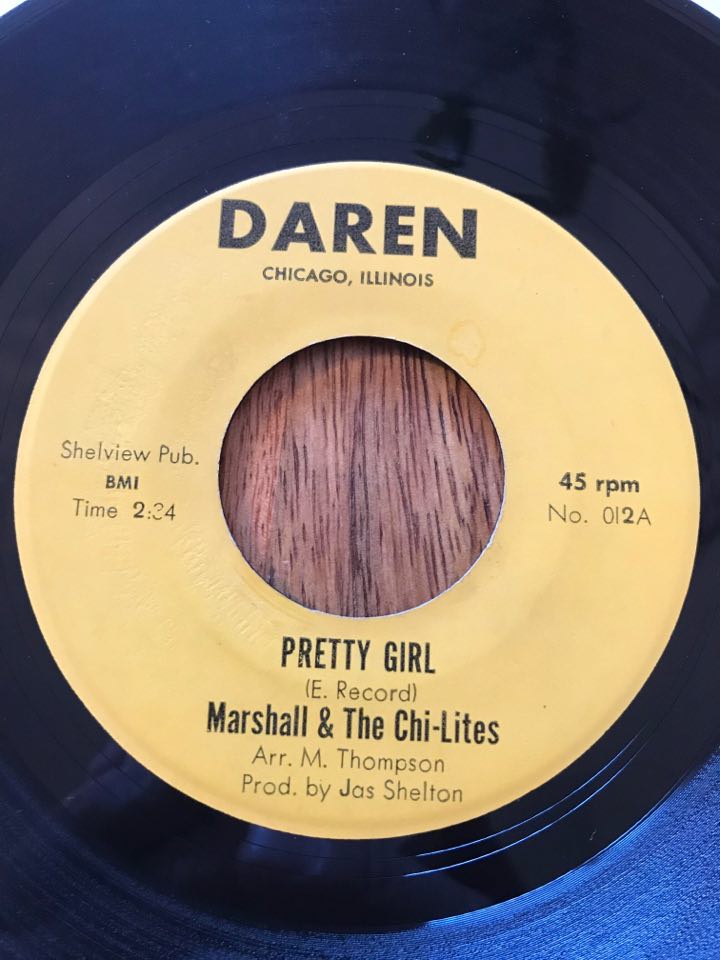 DAREN
CHICAGO, ILLINOIS
Shelview Pub.
BMI
Time 2:34
45 rpm
No. 012A
PRETTY GIRL
(E. Record)
Marshall & The Chi-Lites
Arr. M. Thompson
Prod. by Jas Shelton